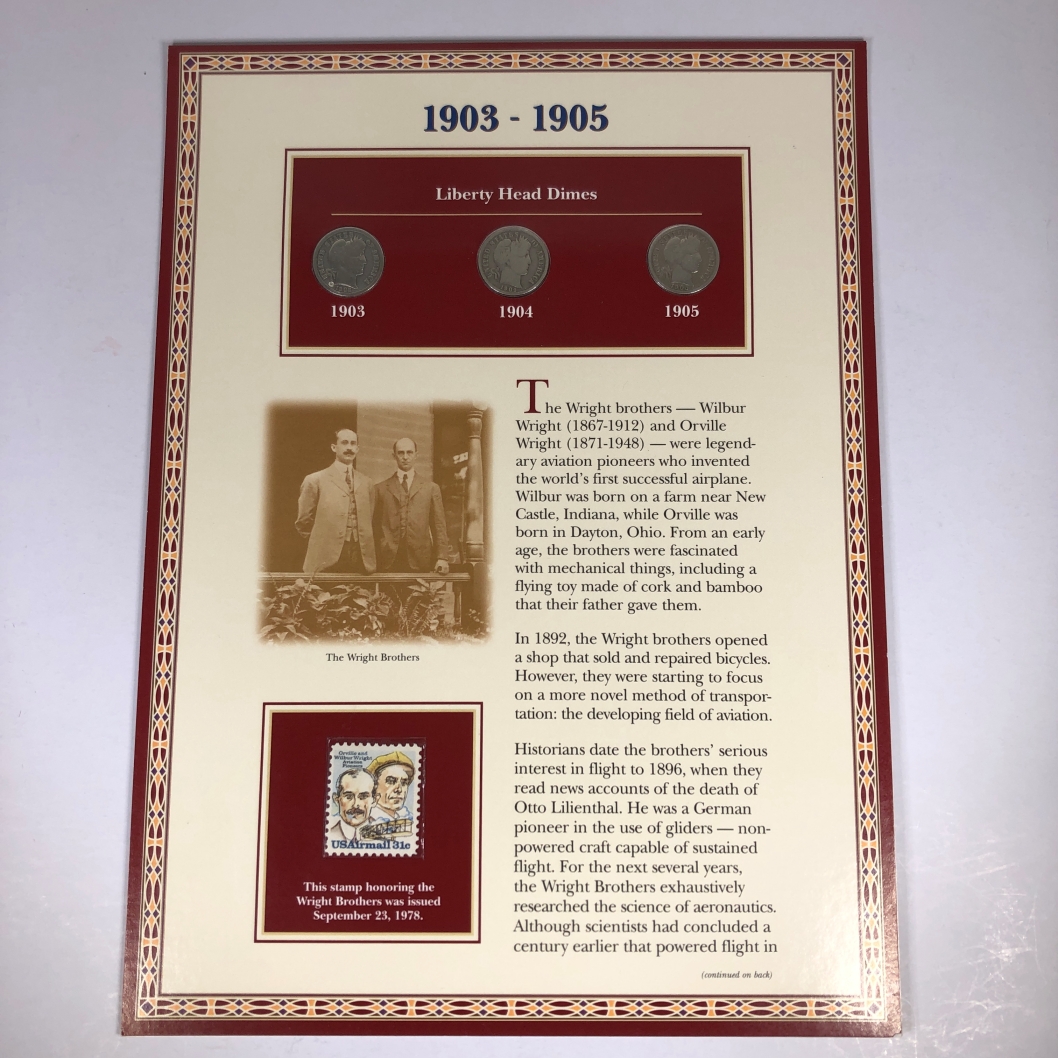 1903 - 1905
Liberty Head Dimes
1903
1904
1905
The Wright brothers — Wilbur
Wright (1867-1912) and Orville
Wright (1871-1948) — were legend-
ary aviation pioneers who invented
the world's first successful airplane.
Wilbur was born on a farm near New
Castle, Indiana, while Orville was
born in Dayton, Ohio. From an early
age, the brothers were fascinated
with mechanical things, including a
flying toy made of cork and bamboo
that their father gave them.
In 1892, the Wright brothers opened
a shop that sold and repaired bicycles.
However, they were starting to focus
on a more novel method of transpor-
tation: the developing field of aviation.
Historians date the brothers' serious
interest in flight to 1896, when they
read news accounts of the death of
Otto Lilienthal. He was a German
pioneer in the use of gliders — non-
powered craft capable of sustained
flight. For the next several years,
the Wright Brothers exhaustively
researched the science of aeronautics.
Although scientists had concluded a
century earlier that powered flight in
(continued on back)
The Wright Brothers
Orville and
Wilbur Wright
Aviation
Pioneers
USAirmail 31c
This stamp honoring the
Wright Brothers was issued
September 23, 1978.